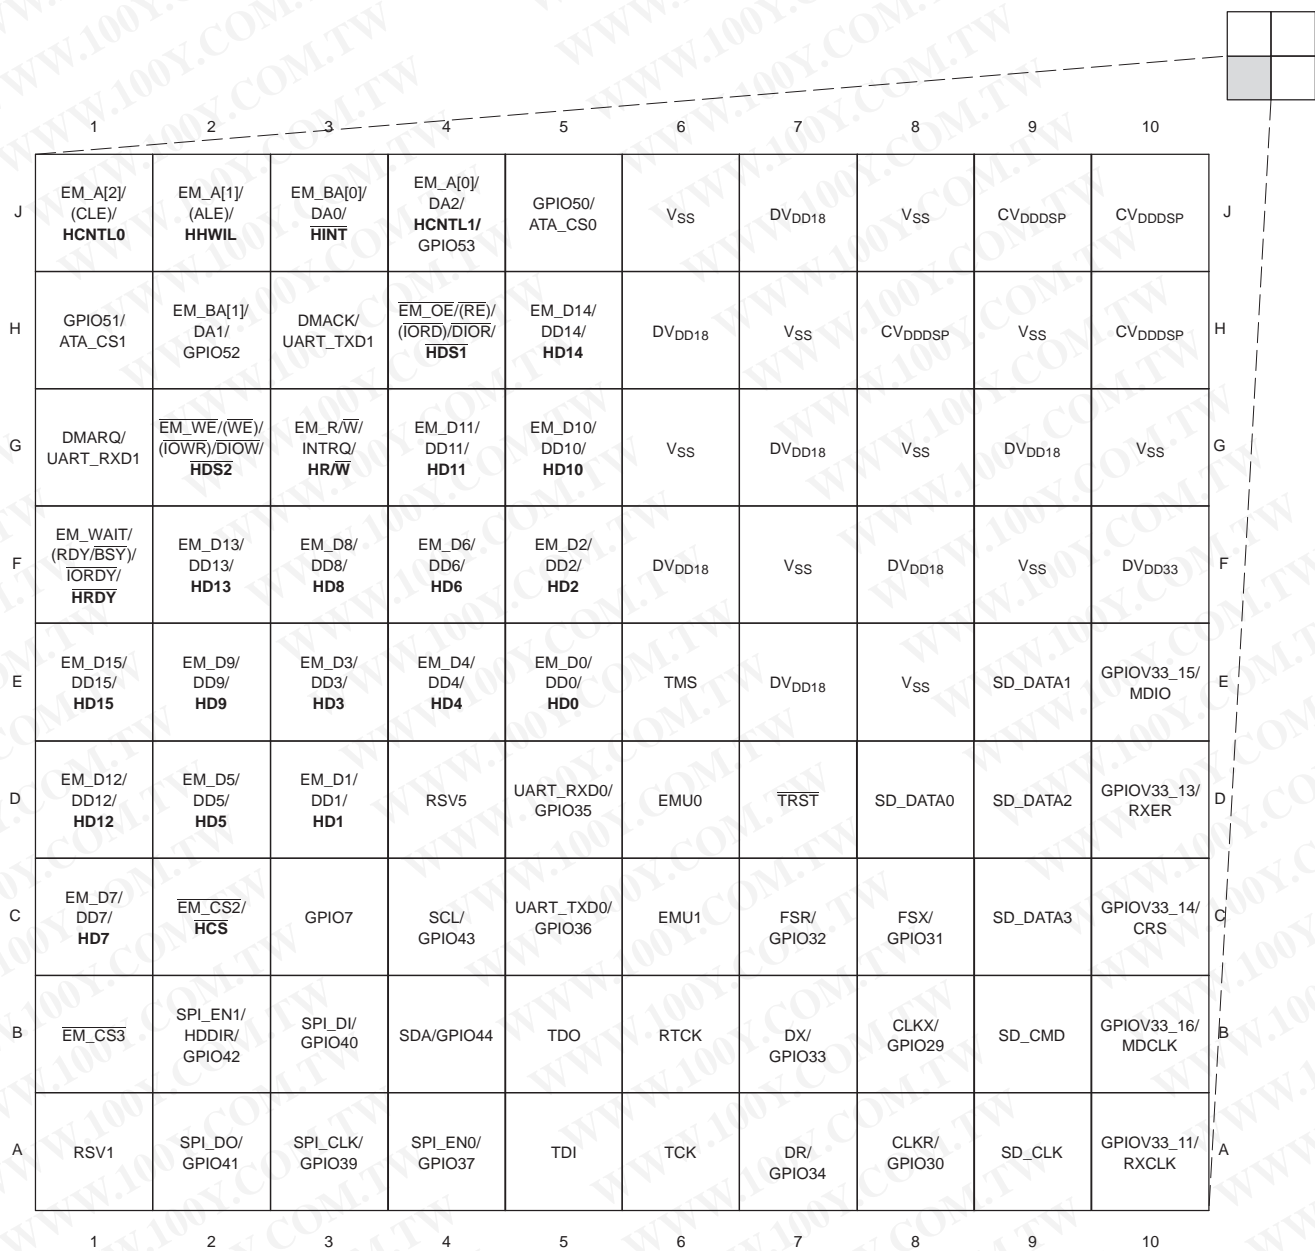 1 2 3 4 5 6 7 8 9 10
J
EM_A[2]/
(CLE)/
HCNTL0
EM_A[1]/
(ALE)/
HHWIL
EM_BA[0]/
DA0/
HINT
EM_A[0]/
DA2/
HCNTL1/
GPIO53
GPIO50/
ATA_CS0
VSS
DVDD18
VSS
CVDDDSP
CVDDDSP
J
H
GPIO51/
ATA_CS1
EM_BA[1]/
DA1/
GPIO52
DMACK/
UART_TXD1
EM_OE/(RE)/
(IORD)/DIOR/
HDS1
EM_D14/
DD14/
HD14
DVDD18
VSS
CVDDDSP
VSS
CVDDDSP
H
G
DMARQ/
UART_RXD1
EM_WE/(WE)/
(IOWR)/DIOW/
HDS2
EM_R/W/
INTRQ/
HR/W
EM_D11/
DD11/
HD11
EM_D10/
DD10/
HD10
VSS
DVDD18
VSS
DVDD18
VSS
G
F
EM_WAIT/
(RDY/BSY)/
IORDY/
HRDY
EM_D13/
DD13/
HD13
EM_D8/
DD8/
HD8
EM_D6/
DD6/
HD6
EM_D2/
DD2/
HD2
DVDD18
VSS
DVDD18
VSS
DVDD33
F
E
EM_D15/
DD15/
HD15
EM_D9/
DD9/
HD9
EM_D3/
DD3/
HD3
EM_D4/
DD4/
HD4
EM_D0/
DD0/
HD0
TMS
DVDD18
VSS
SD_DATA1
GPIOV33_15/
MDIO
E
D
EM_D12/
DD12/
HD12
EM_D5/
DD5/
HD5
EM_D1/
DD1/
HD1
RSV5
UART_RXD0/
GPIO35
EMU0
TRST
SD_DATA0
SD_DATA2
GPIOV33_13/
RXER
D
C
EM_D7/
DD7/
HD7
EM_CS2/
HCS
GPIO7
SCL/
GPIO43
UART_TXD0/
GPIO36
EMU1
FSR/
GPIO32
FSX/
GPIO31
SD_DATA3
GPIOV33_14/
CRS
C
B
EM_CS3
SPI_EN1/
HDDIR/
GPIO42
SPI_DI/
GPIO40
SDA/GPIO44
TDO
RTCK
DX/
GPIO33
CLKX/
GPIO29
SD_CMD
GPIOV33_16/
MDCLK
B
A
RSV1
SPI_DO/
GPIO41
SPI_CLK/
GPIO39
SPI_EN0/
GPIO37
TDI
TCK
DR/
GPIO34
CLKR/
GPIO30
SD_CLK
GPIOV33_11/
RXCLK
A
1 2 3 4 5 6 7 8 9 10
WWW.100Y.COM.TW